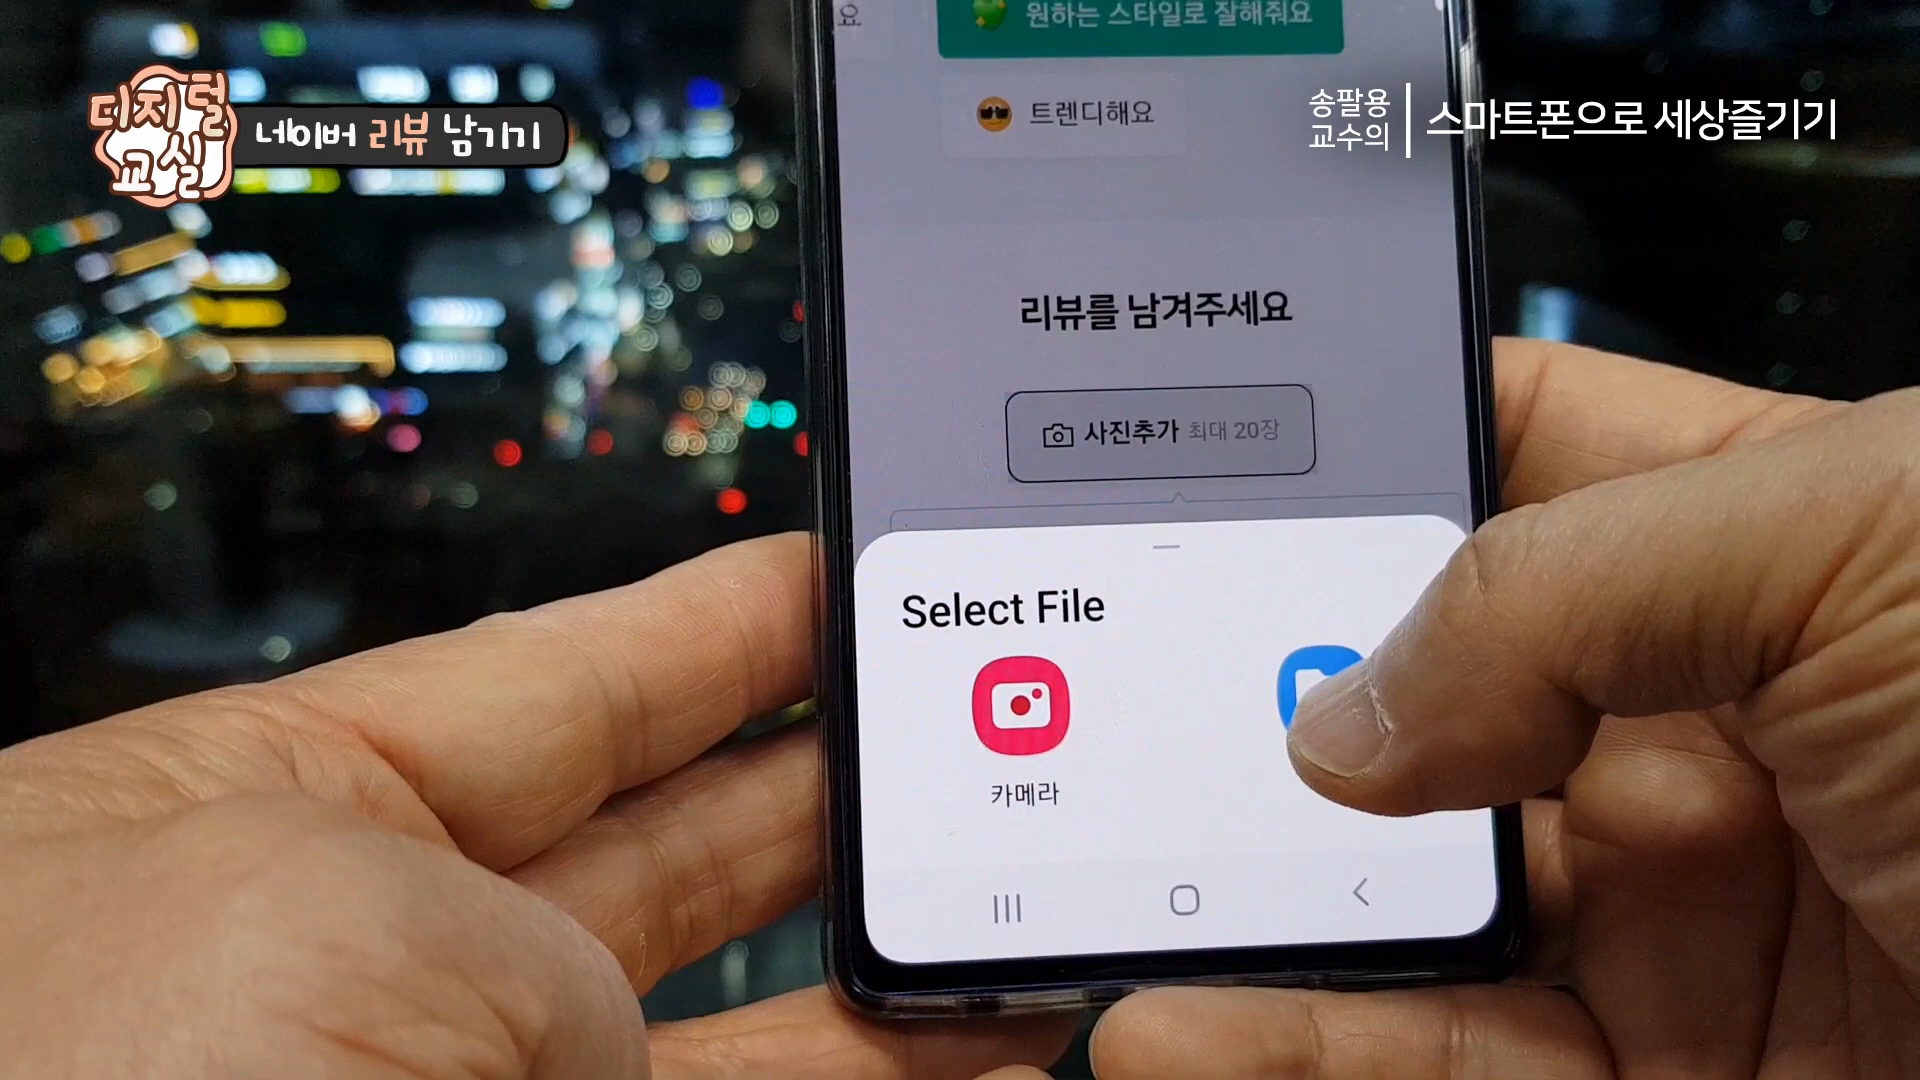 요
원하는 스타일로 잘해줘요
디지털
교실
네이버 리뷰 남기기
송팔용
교수의
스마트폰으로 세상즐기기
트렌디해요
리뷰를 남겨주세요
사진추가 최대 20장
Select File
카메라